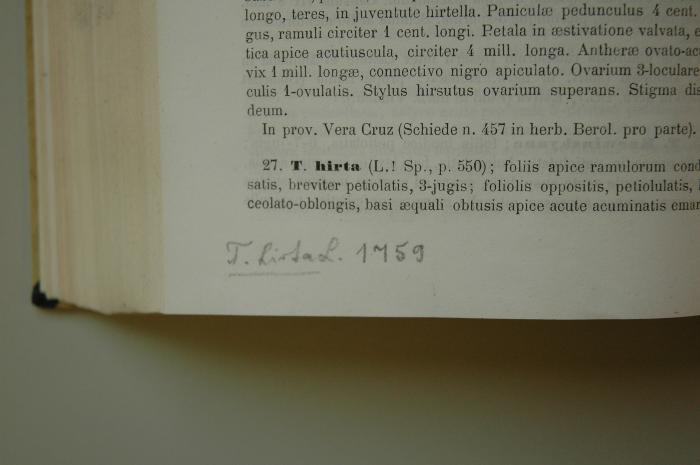 longo, teres, in juventute hirtella. Paniculæ pedunculus 4 cent.
gus, ramuli circiter 1 cent. longi. Petala in æstivatione valvata, e
tica apice acutiuscula, circiter 4 mill. longa. Antheræ ovato-ac
vix 1 mill. longæ, connectivo nigro apiculato. Ovarium 3-loculare
culis 1-ovulatis. Stylus hirsutus ovarium superans. Stigma dis
deum.
In prov. Vera Cruz (Schiede n. 457 in herb. Berol. pro parte).
27. T. hirta (L.! Sp., p. 550); foliis apice ramulorum cond
satis, breviter petiolatis, 3-jugis; foliolis oppositis, petiolulatis,
ceolato-oblongis, basi æquali obtusis apice acute acuminatis emar
T. hirta L. 1759